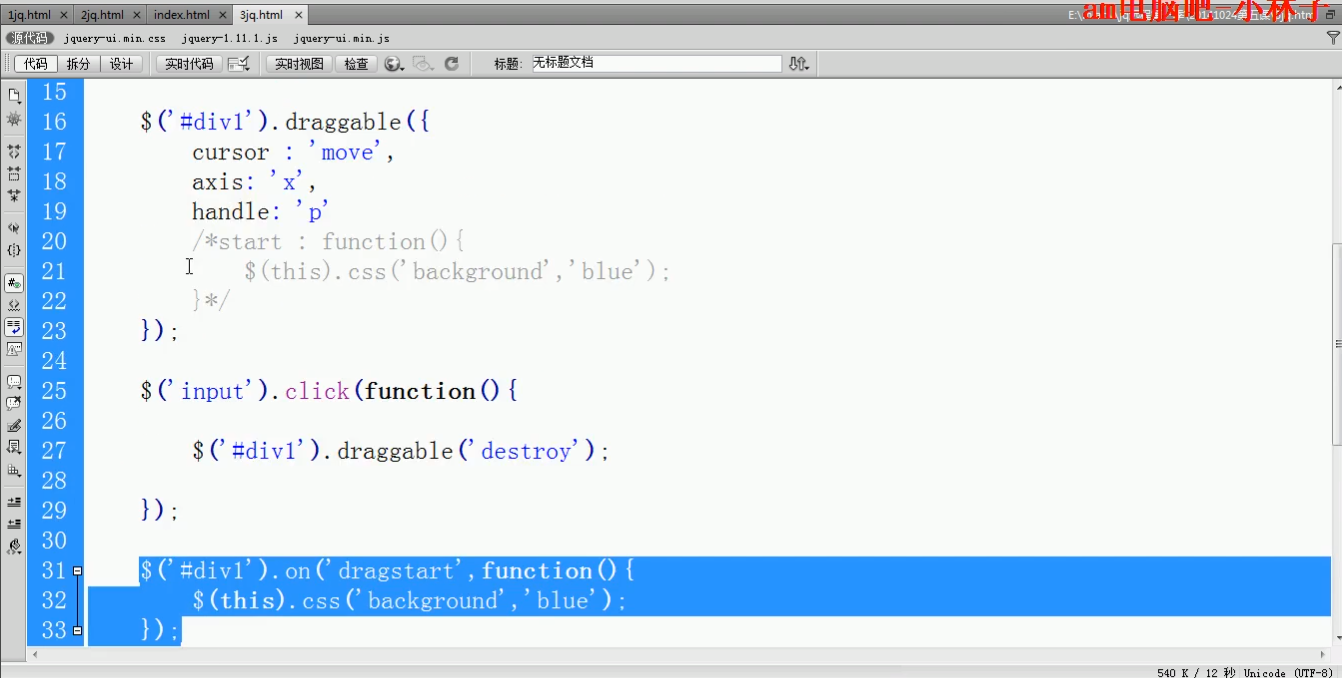 1jq.html × 2jq.html × index.html × 3jq.html ×
am电脑吧-小林子
源代码 jquery-ui.min.css jquery-1.11.1.js jquery-ui.min.js
代码 拆分 设计 实时代码 实时视图 检查 标题: 无标题文档
15
16 $('#div1').draggable({
17 cursor : 'move',
18 axis: 'x',
19 handle: 'p'
20 /*start : function(){
21 $(this).css('background','blue');
22 }*/
23 });
24
25 $('input').click(function(){
26
27 $('#div1').draggable('destroy');
28
29 });
30
31 $('#div1').on('dragstart',function(){
32 $(this).css('background','blue');
33 });
540 K / 12 秒 Unicode (UTF-8)